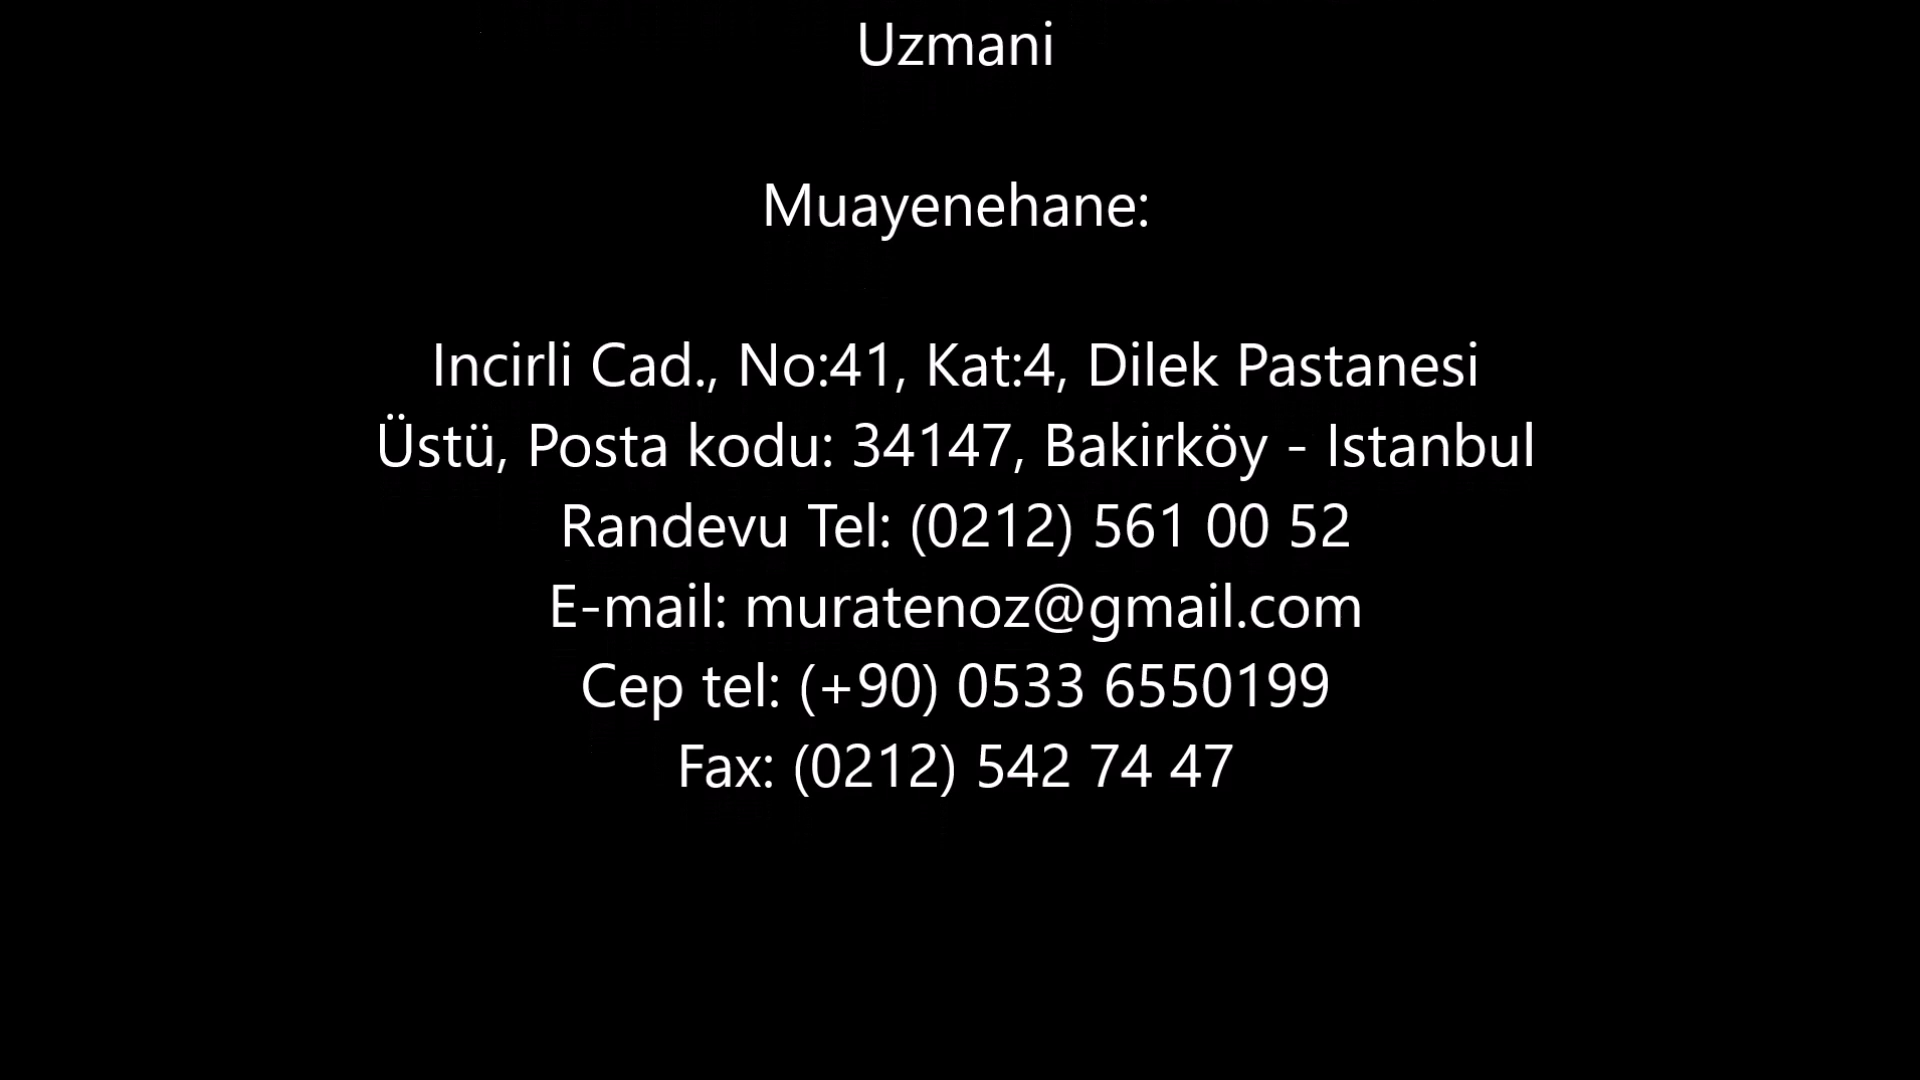 Uzmani
Muayenehane:
Incirli Cad., No:41, Kat:4, Dilek Pastanesi
Üstü, Posta kodu: 34147, Bakirköy - Istanbul
Randevu Tel: (0212) 561 00 52
E-mail: muratenoz@gmail.com
Cep tel: (+90) 0533 6550199
Fax: (0212) 542 74 47